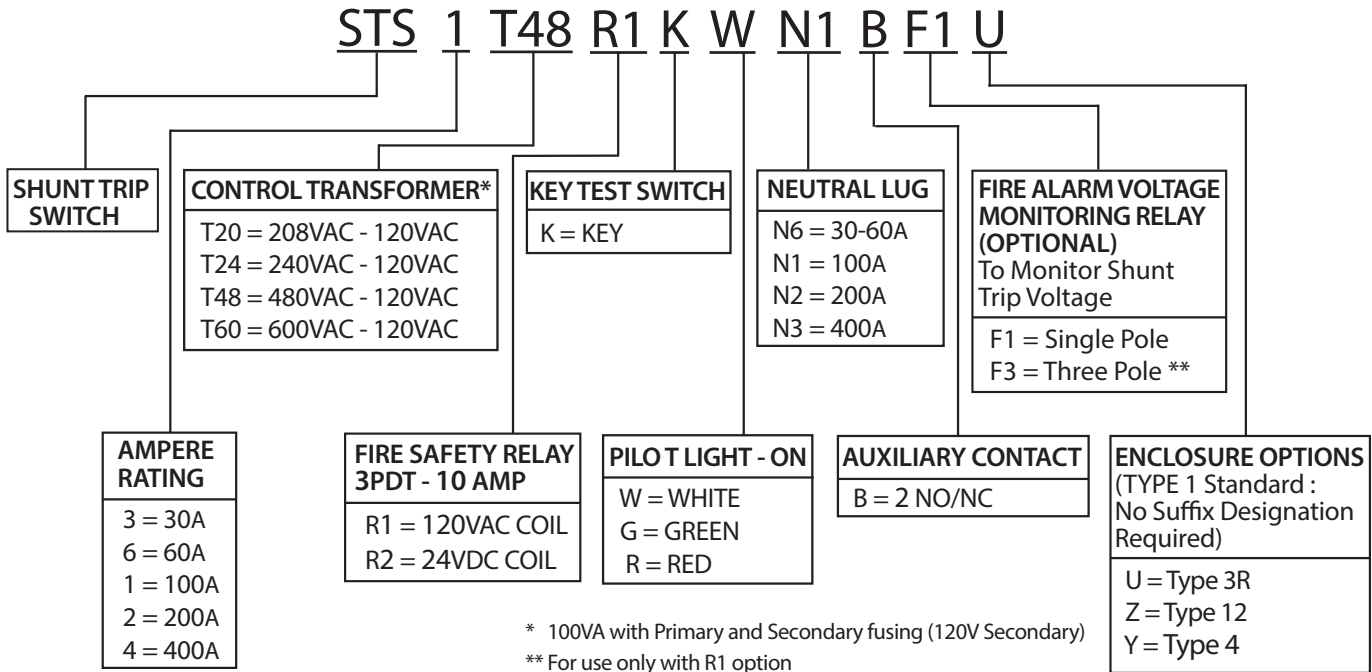 STS 1 T48 R1 K W N1 B F1 U
SHUNT TRIP
SWITCH
CONTROL TRANSFORMER*
T20 = 208VAC - 120VAC
T24 = 240VAC - 120VAC
T48 = 480VAC - 120VAC
T60 = 600VAC - 120VAC
KEY TEST SWITCH
K = KEY
NEUTRAL LUG
N6 = 30-60A
N1 = 100A
N2 = 200A
N3 = 400A
FIRE ALARM VOLTAGE
MONITORING RELAY
(OPTIONAL)
To Monitor Shunt
Trip Voltage
F1 = Single Pole
F3 = Three Pole **
AMPERE
RATING
3 = 30A
6 = 60A
1 = 100A
2 = 200A
4 = 400A
FIRE SAFETY RELAY
3PDT - 10 AMP
R1 = 120VAC COIL
R2 = 24VDC COIL
PILO T LIGHT - ON
W = WHITE
G = GREEN
R = RED
AUXILIARY CONTACT
B = 2 NO/NC
ENCLOSURE OPTIONS
(TYPE 1 Standard :
No Suffix Designation
Required)
U = Type 3R
Z = Type 12
Y = Type 4
* 100VA with Primary and Secondary fusing (120V Secondary)
** For use only with R1 option